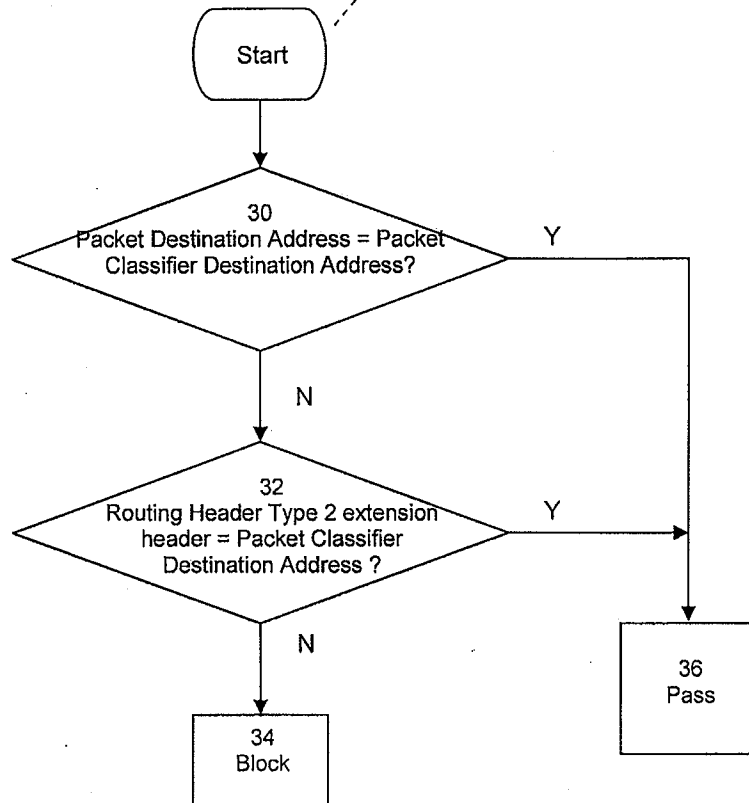 Start
30
Packet Destination Address = Packet
Classifier Destination Address?
Y
N
32
Routing Header Type 2 extension
header = Packet Classifier
Destination Address ?
Y
N
36
Pass
34
Block